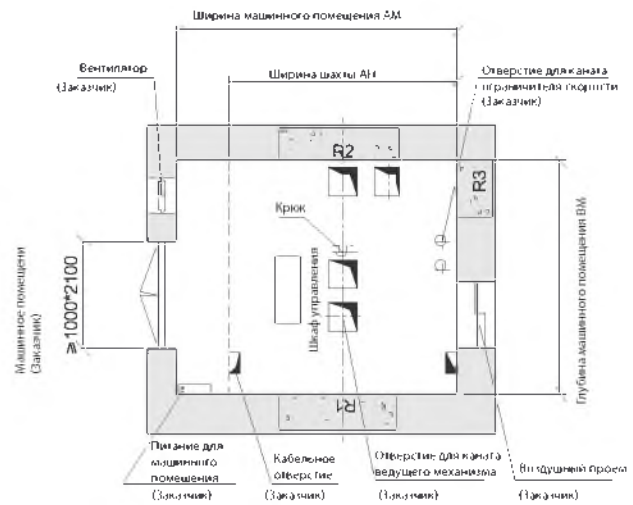 Ширина машинного помещения AM
Вентилятор
(Заказчик)
Ширина шахты AH
Отверстие для каната
ограничителя скорости
(Заказчик)
R2
R3
Крюк
Шкаф управления
Машинное помещени
(Заказчик)
≥1000*2100
Глубина машинного помещения BM
R1
Питание для
машинного
помещения
(Заказчик)
Кабельное
отверстие
(Заказчик)
Отверстие для каната
ведущего механизма
(Заказчик)
Воздушный проем
(Заказчик)